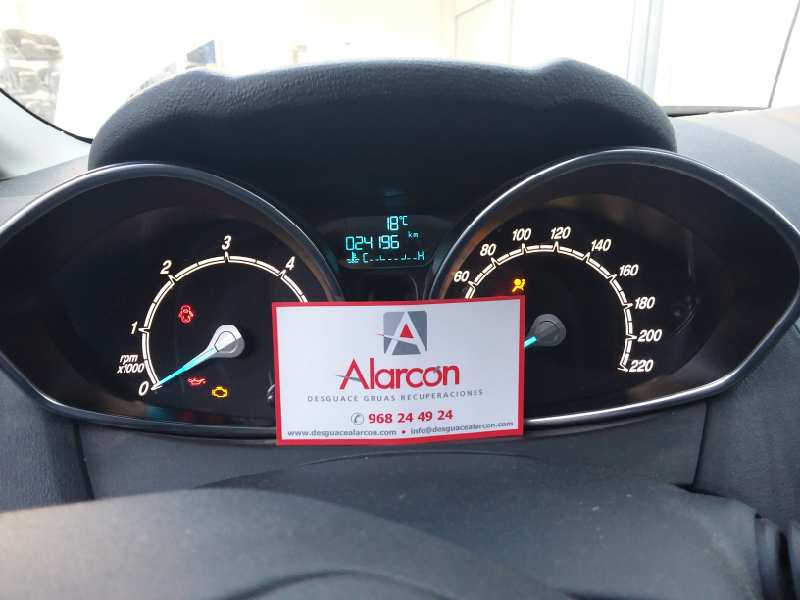 18°C
024196 km
C H
0 1 2 3 4
rpm
x1000
60 80 100 120 140 160 180 200 220
A
Alarcón
DESGUACE GRUAS RECUPERACIONES
968 24 49 24
www.desguacealarcos.com • info@desguacealarcon.com